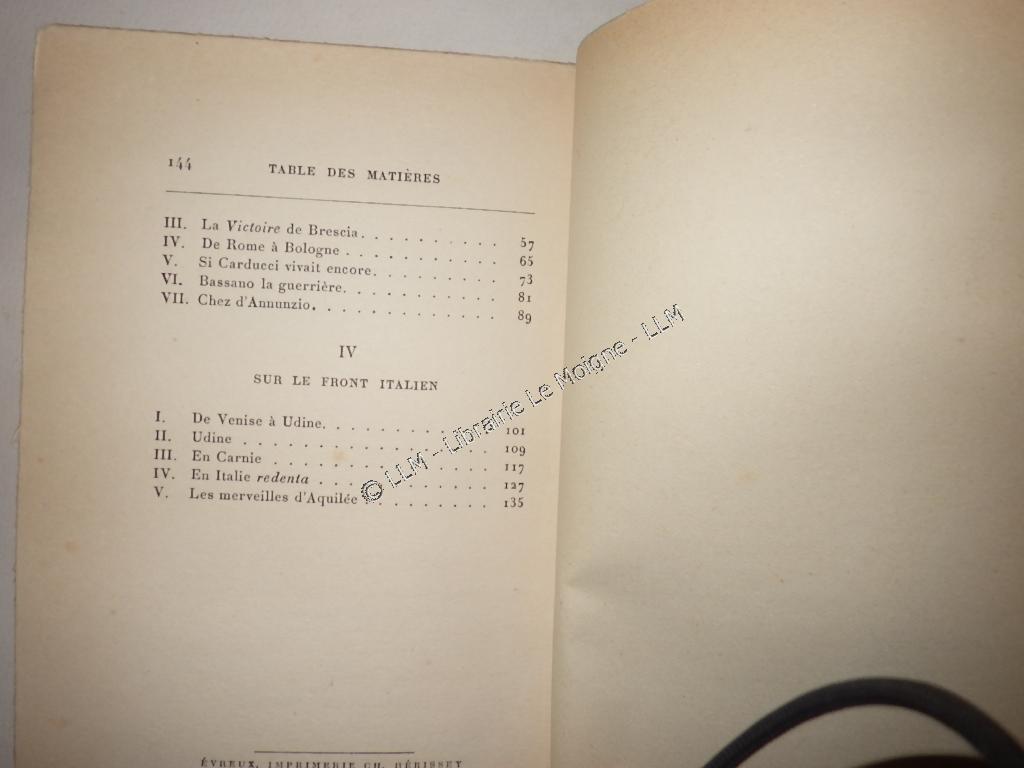 144 TABLE DES MATIÈRES
III. La Victoire de Brescia. . . . . . . . . . 57
IV. De Rome à Bologne . . . . . . . . . . . 65
V. Si Carducci vivait encore. . . . . . . . . 73
VI. Bassano la guerrière. . . . . . . . . . . 81
VII. Chez d'Annunzio. . . . . . . . . . . . . 89
IV
SUR LE FRONT ITALIEN
I. De Venise à Udine. . . . . . . . . . . . 101
II. Udine . . . . . . . . . . . . . . . . . 109
III. En Carnie . . . . . . . . . . . . . . . 117
IV. En Italie redenta . . . . . . . . . . . . 127
V. Les merveilles d'Aquilée . . . . . . . . . 135
ÉVREUX, IMPRIMERIE CH. HÉRISSEY
© LLM - Librairie Le Moigne - LLM